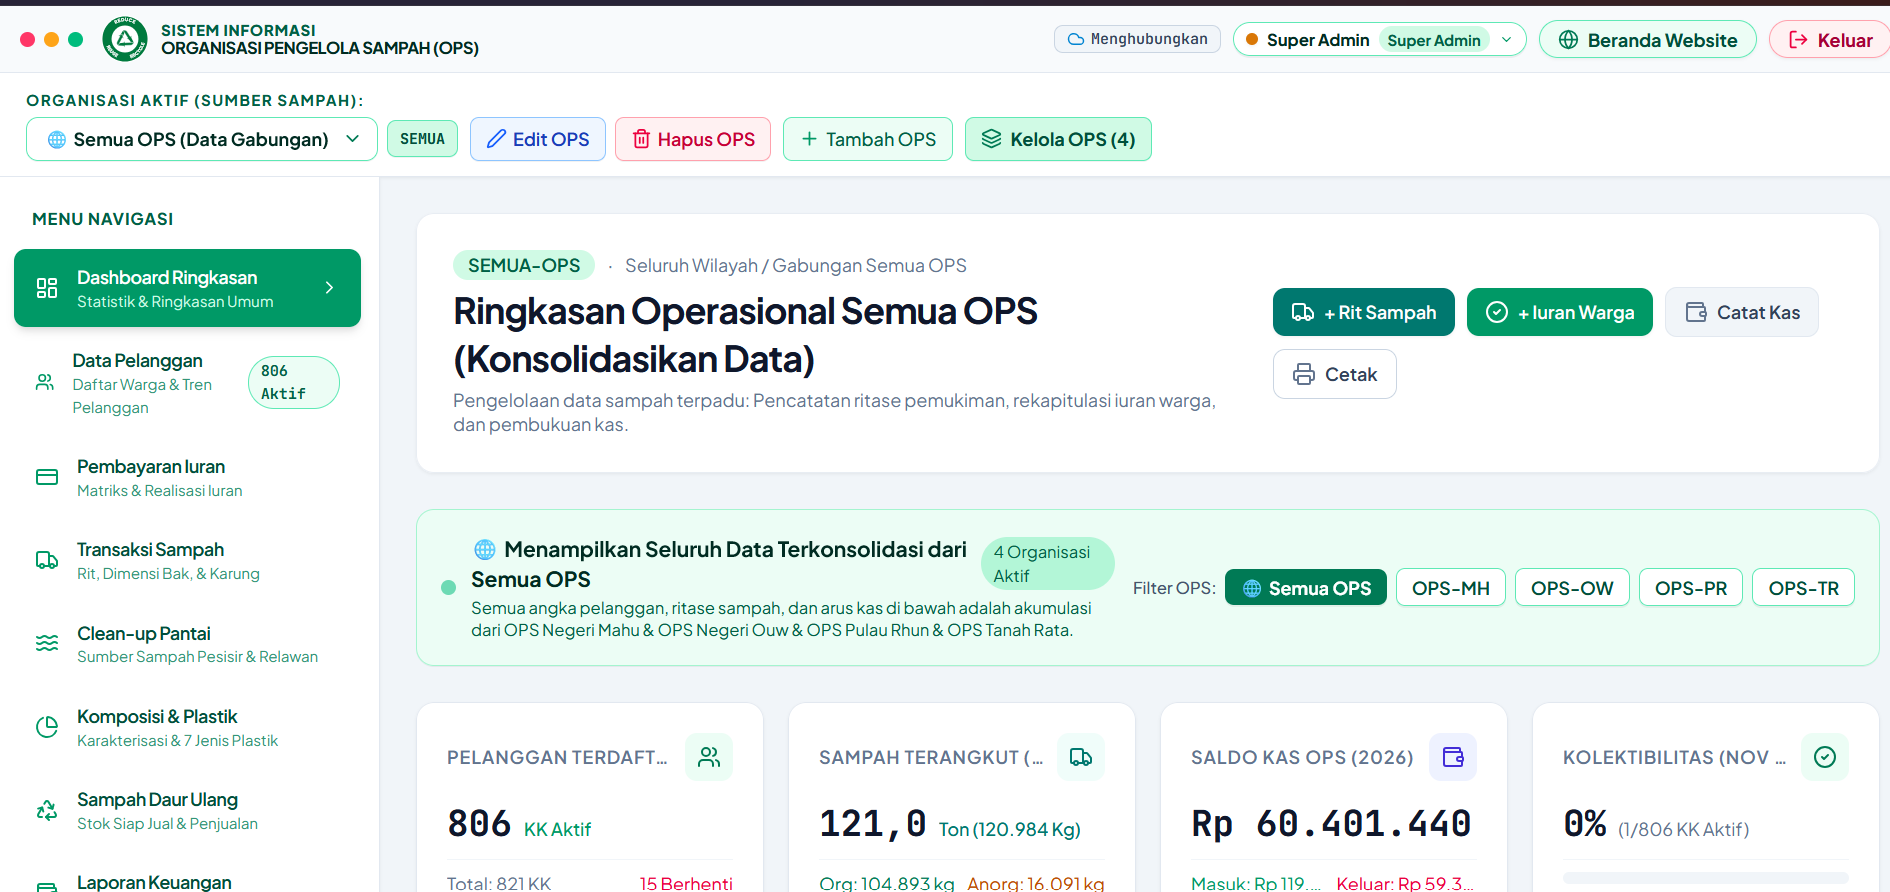 SISTEM INFORMASI
ORGANISASI PENGELOLA SAMPAH (OPS)
Menghubungkan
Super Admin
Super Admin
Beranda Website
Keluar
ORGANISASI AKTIF (SUMBER SAMPAH):
Semua OPS (Data Gabungan)
SEMUA
Edit OPS
Hapus OPS
Tambah OPS
Kelola OPS (4)
MENU NAVIGASI
Dashboard Ringkasan
Statistik & Ringkasan Umum
Data Pelanggan
Daftar Warga & Tren
Pelanggan
806
Aktif
Pembayaran Iuran
Matriks & Realisasi Iuran
Transaksi Sampah
Rit, Dimensi Bak, & Karung
Clean-up Pantai
Sumber Sampah Pesisir & Relawan
Komposisi & Plastik
Karakterisasi & 7 Jenis Plastik
Sampah Daur Ulang
Stok Siap Jual & Penjualan
Laporan Keuangan
SEMUA-OPS · Seluruh Wilayah / Gabungan Semua OPS
Ringkasan Operasional Semua OPS
(Konsolidasikan Data)
Pengelolaan data sampah terpadu: Pencatatan ritase pemukiman, rekapitulasi iuran warga,
dan pembukuan kas.
+ Rit Sampah
+ Iuran Warga
Catat Kas
Cetak
Menampilkan Seluruh Data Terkonsolidasi dari
Semua OPS
4 Organisasi
Aktif
Semua angka pelanggan, ritase sampah, dan arus kas di bawah adalah akumulasi
dari OPS Negeri Mahu & OPS Negeri Ouw & OPS Pulau Rhun & OPS Tanah Rata.
Filter OPS:
Semua OPS
OPS-MH
OPS-OW
OPS-PR
OPS-TR
PELANGGAN TERDAFT...
806 KK Aktif
Total: 821 KK
15 Berhenti
SAMPAH TERANGKUT (...
121,0 Ton (120.984 Kg)
Org: 104.893 kg
Anorg: 16.091 kg
SALDO KAS OPS (2026)
Rp 60.401.440
Masuk: Rp 119....
Keluar: Rp 59.3...
KOLEKTIBILITAS (NOV ...
0% (1/806 KK Aktif)